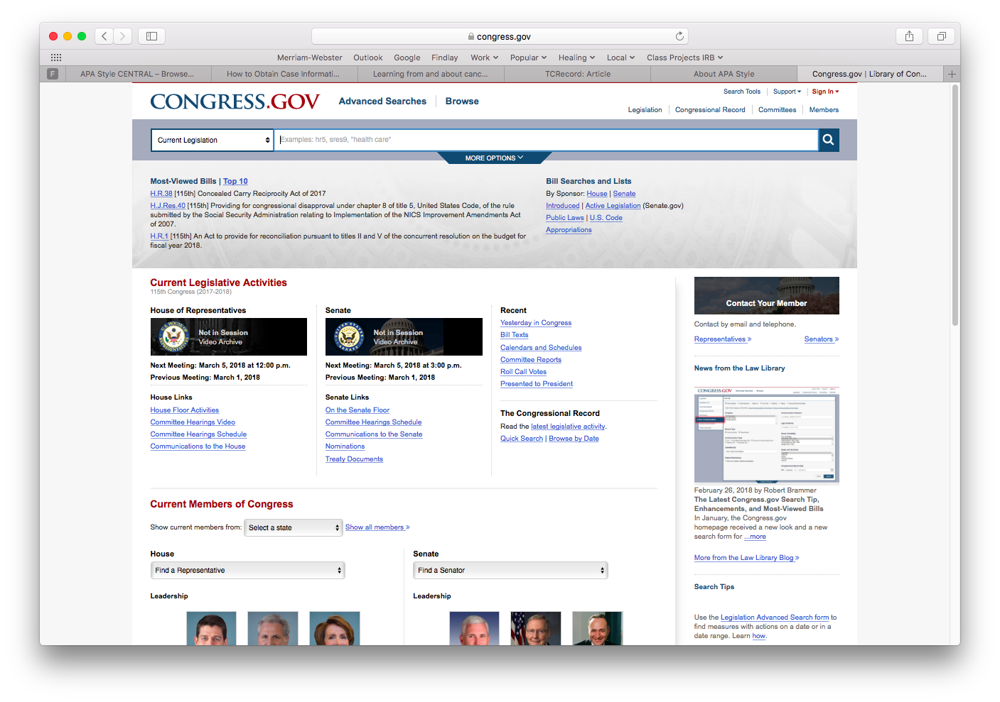 congress.gov
Merriam-Webster Outlook Google Findlay Work Popular Healing Local Class Projects IRB
F APA Style CENTRAL – Browse... How to Obtain Case Informati... Learning from and about canc... TCRecord: Article About APA Style Congress.gov | Library of Con...
CONGRESS.GOV Advanced Searches Browse
Search Tools Support Sign In
Legislation Congressional Record Committees Members
Current Legislation Examples: hr5, sres9, "health care"
MORE OPTIONS
Most-Viewed Bills | Top 10
H.R.38 [115th] Concealed Carry Reciprocity Act of 2017
H.J.Res.40 [115th] Providing for congressional disapproval under chapter 8 of title 5, United States Code, of the rule
submitted by the Social Security Administration relating to Implementation of the NICS Improvement Amendments Act
of 2007.
H.R.1 [115th] An Act to provide for reconciliation pursuant to titles II and V of the concurrent resolution on the budget for
fiscal year 2018.
Bill Searches and Lists
By Sponsor: House | Senate
Introduced | Active Legislation (Senate.gov)
Public Laws | U.S. Code
Appropriations
Current Legislative Activities
115th Congress (2017-2018)
House of Representatives
Not in Session
Video Archive
Next Meeting: March 5, 2018 at 12:00 p.m.
Previous Meeting: March 1, 2018
House Links
House Floor Activities
Committee Hearings Video
Committee Hearings Schedule
Communications to the House
Senate
Not in Session
Video Archive
Next Meeting: March 5, 2018 at 3:00 p.m.
Previous Meeting: March 1, 2018
Senate Links
On the Senate Floor
Committee Hearings Schedule
Communications to the Senate
Nominations
Treaty Documents
Recent
Yesterday in Congress
Bill Texts
Calendars and Schedules
Committee Reports
Roll Call Votes
Presented to President
The Congressional Record
Read the latest legislative activity.
Quick Search | Browse by Date
Current Members of Congress
Show current members from: Select a state Show all members »
House
Find a Representative
Leadership
Senate
Find a Senator
Leadership
Contact Your Member
Contact by email and telephone.
Representatives » Senators »
News from the Law Library
CONGRESS.GOV
February 26, 2018 by Robert Brammer
The Latest Congress.gov Search Tip,
Enhancements, and Most-Viewed Bills
In January, the Congress.gov
homepage received a new look and a new
search form for ...more
More from the Law Library Blog »
Search Tips
Use the Legislation Advanced Search form to
find measures with actions on a date or in a
date range. Learn how.